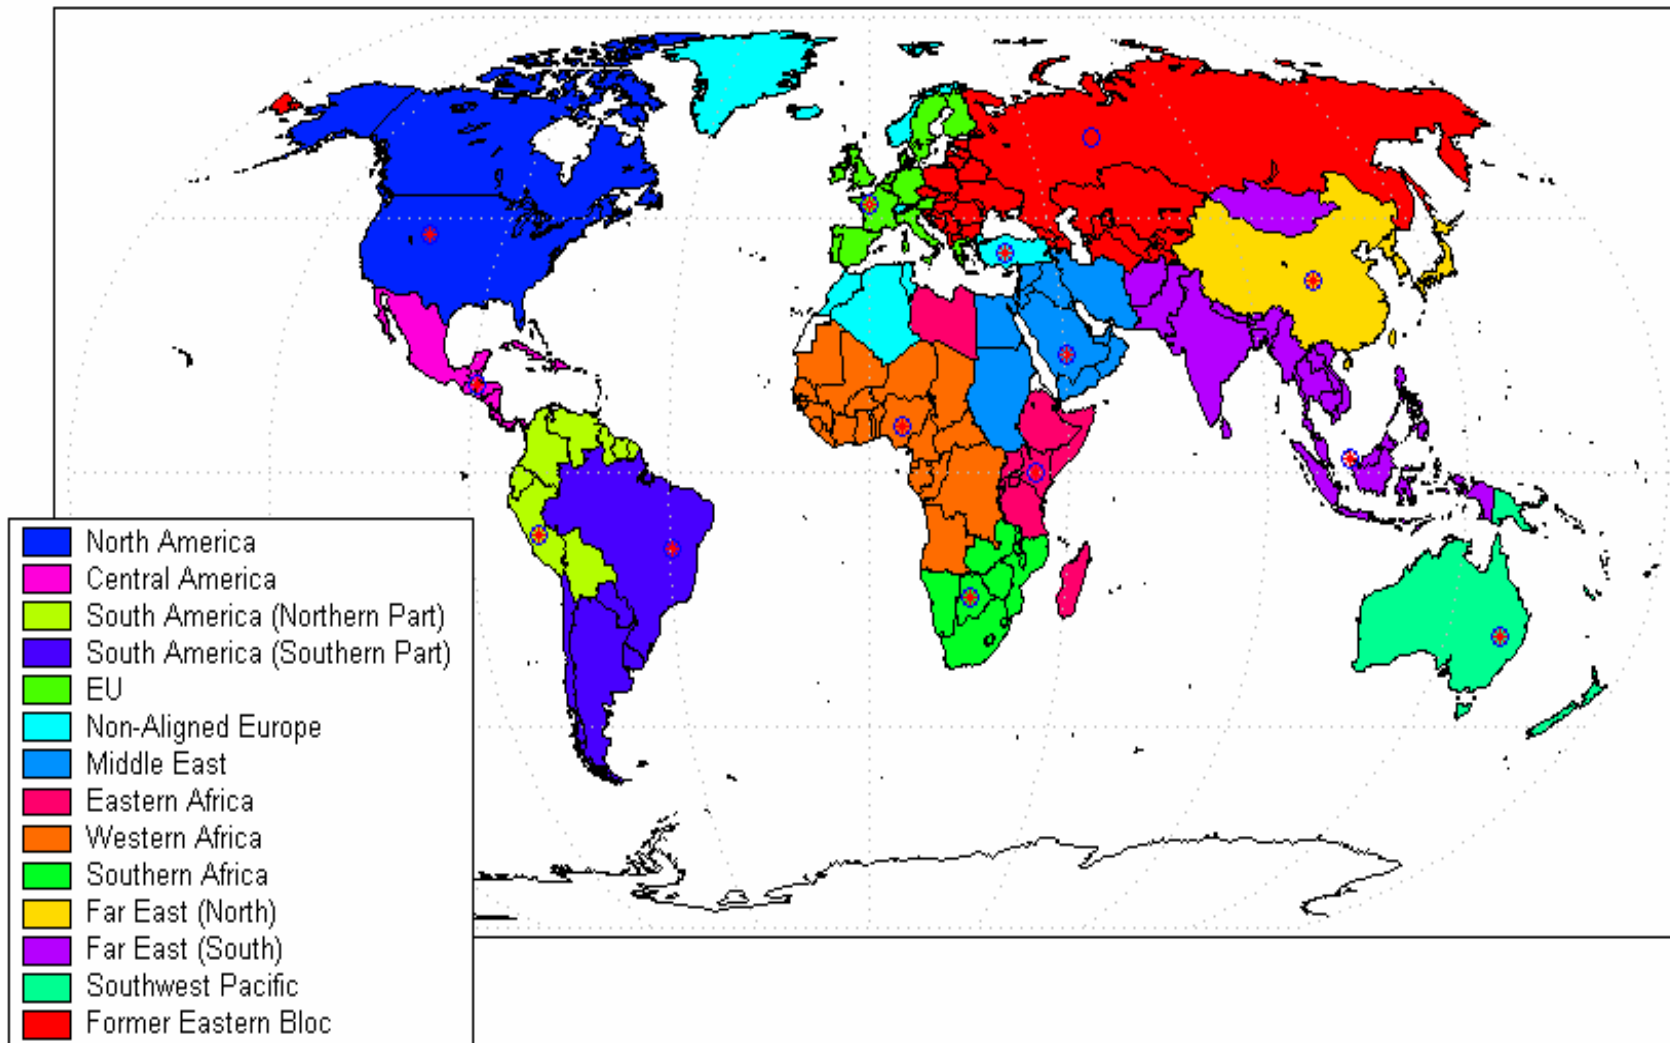 North America
Central America
South America (Northern Part)
South America (Southern Part)
EU
Non-Aligned Europe
Middle East
Eastern Africa
Western Africa
Southern Africa
Far East (North)
Far East (South)
Southwest Pacific
Former Eastern Bloc